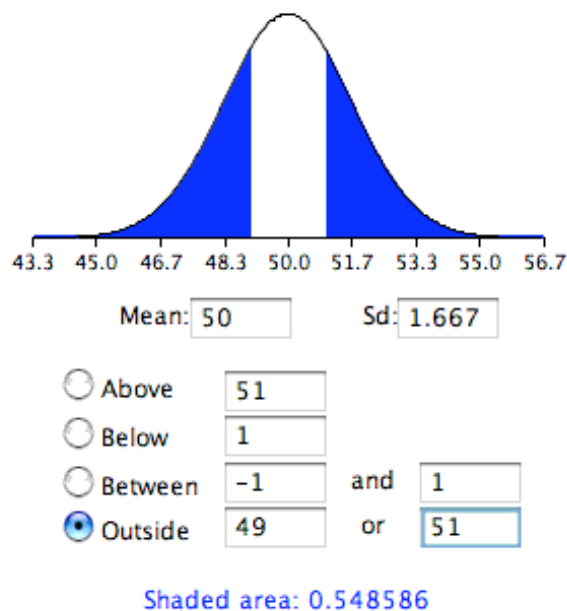 43.3 45.0 46.7 48.3 50.0 51.7 53.3 55.0 56.7
Mean: 50 Sd: 1.667
Above 51
Below 1
Between -1 and 1
Outside 49 or 51
Shaded area: 0.548586